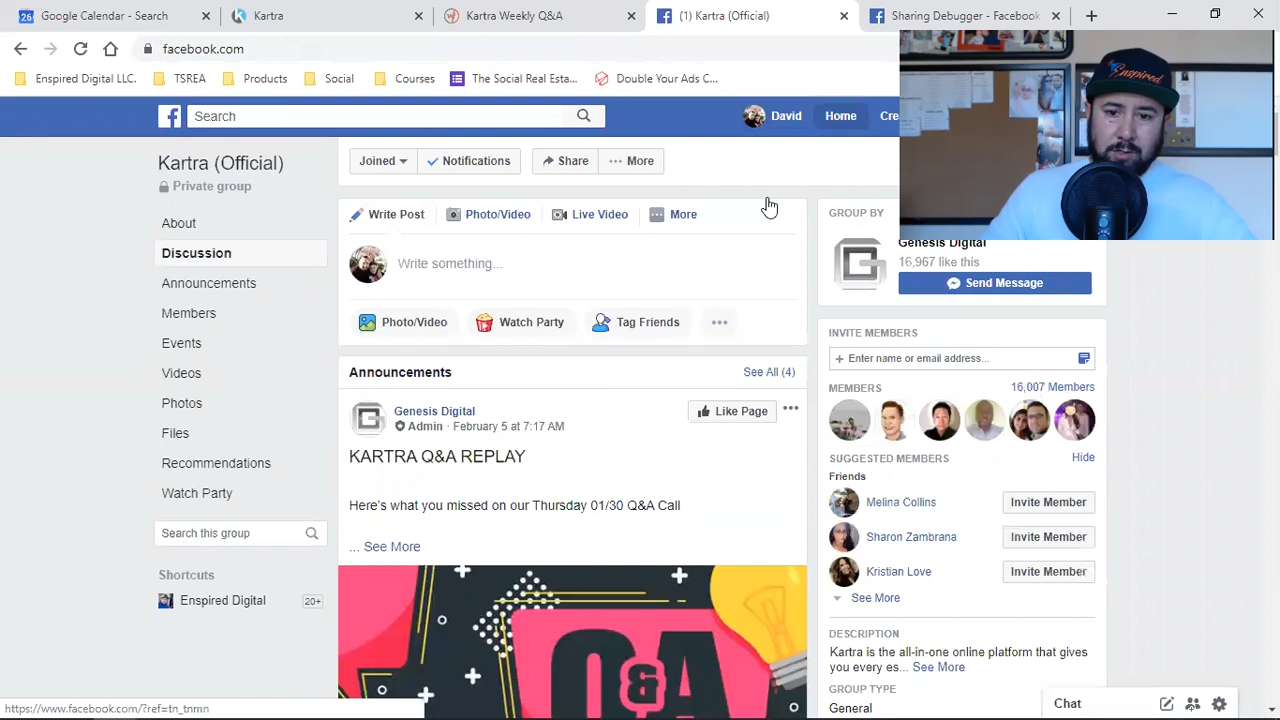 Google Calendar - Search
Kartra
Kartra Weekly Q&A
(1) Kartra (Official)
Sharing Debugger - Facebook
facebook.com
Enspired Digital LLC.
TSREA
Products
Social
Courses
The Social Real Esta...
Double Your Ads C...
Search
David
Home
Cre
Enspired
Kartra (Official)
Private group
About
Discussion
Announcements
Members
Events
Videos
Photos
Files
Recommendations
Watch Party
Search this group
Shortcuts
Enspired Digital
20+
Joined
Notifications
Share
More
Write Post
Photo/Video
Live Video
More
Write something...
Photo/Video
Watch Party
Tag Friends
Announcements
See All (4)
Genesis Digital
Admin · February 5 at 7:17 AM
Like Page
KARTRA Q&A REPLAY
Here's what you missed on our Thursday 01/30 Q&A Call
... See More
Q&A
GROUP BY
Genesis Digital
16,967 like this
Send Message
INVITE MEMBERS
Enter name or email address...
MEMBERS
16,007 Members
SUGGESTED MEMBERS
Hide
Friends
Melina Collins
Invite Member
Sharon Zambrana
Invite Member
Kristian Love
Invite Member
See More
DESCRIPTION
Kartra is the all-in-one online platform that gives
you every es... See More
GROUP TYPE
General
Chat
https://www.facebook.com/?ref=tn_tnmn